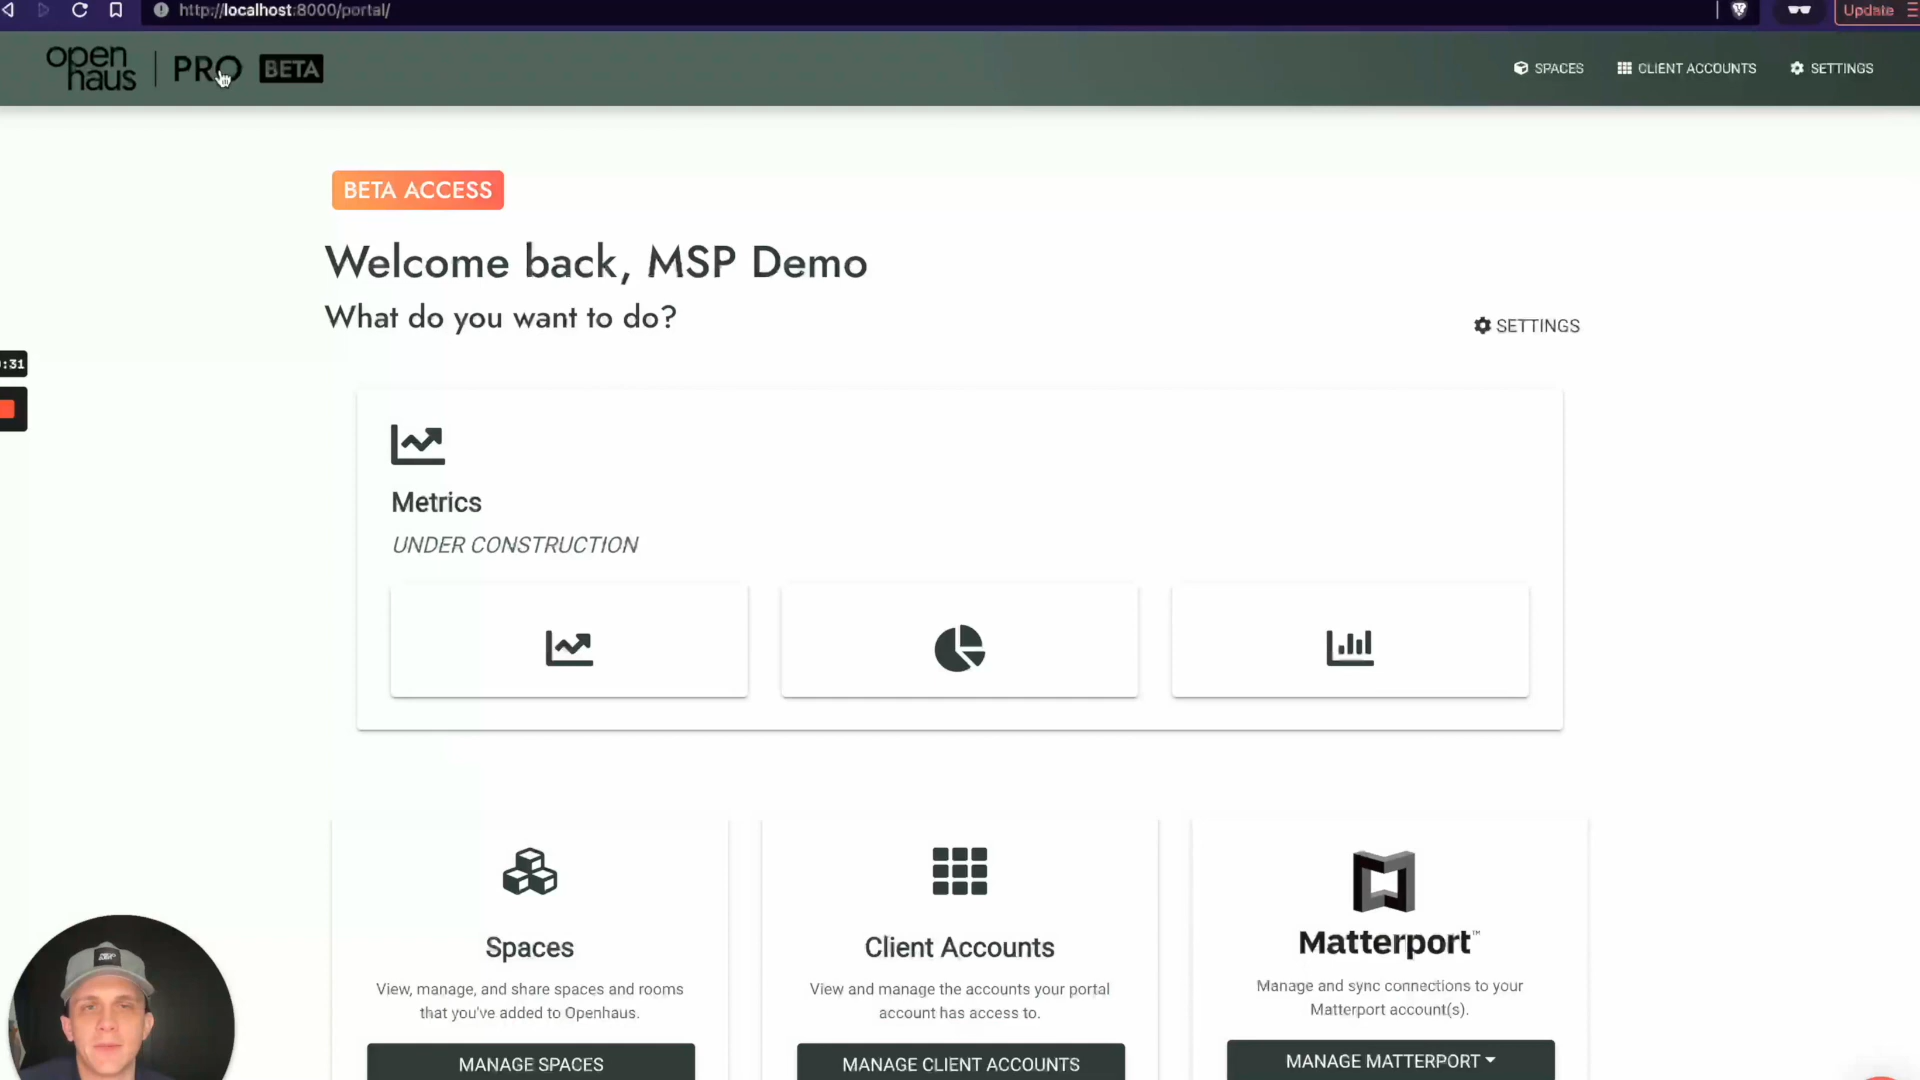 http://localhost:8000/portal/
Update
open
haus
PRO
BETA
SPACES
CLIENT ACCOUNTS
SETTINGS
BETA ACCESS
Welcome back, MSP Demo
What do you want to do?
SETTINGS
:31
Metrics
UNDER CONSTRUCTION
Spaces
View, manage, and share spaces and rooms
that you've added to Openhaus.
MANAGE SPACES
Client Accounts
View and manage the accounts your portal
account has access to.
MANAGE CLIENT ACCOUNTS
Matterport™
Manage and sync connections to your
Matterport account(s).
MANAGE MATTERPORT